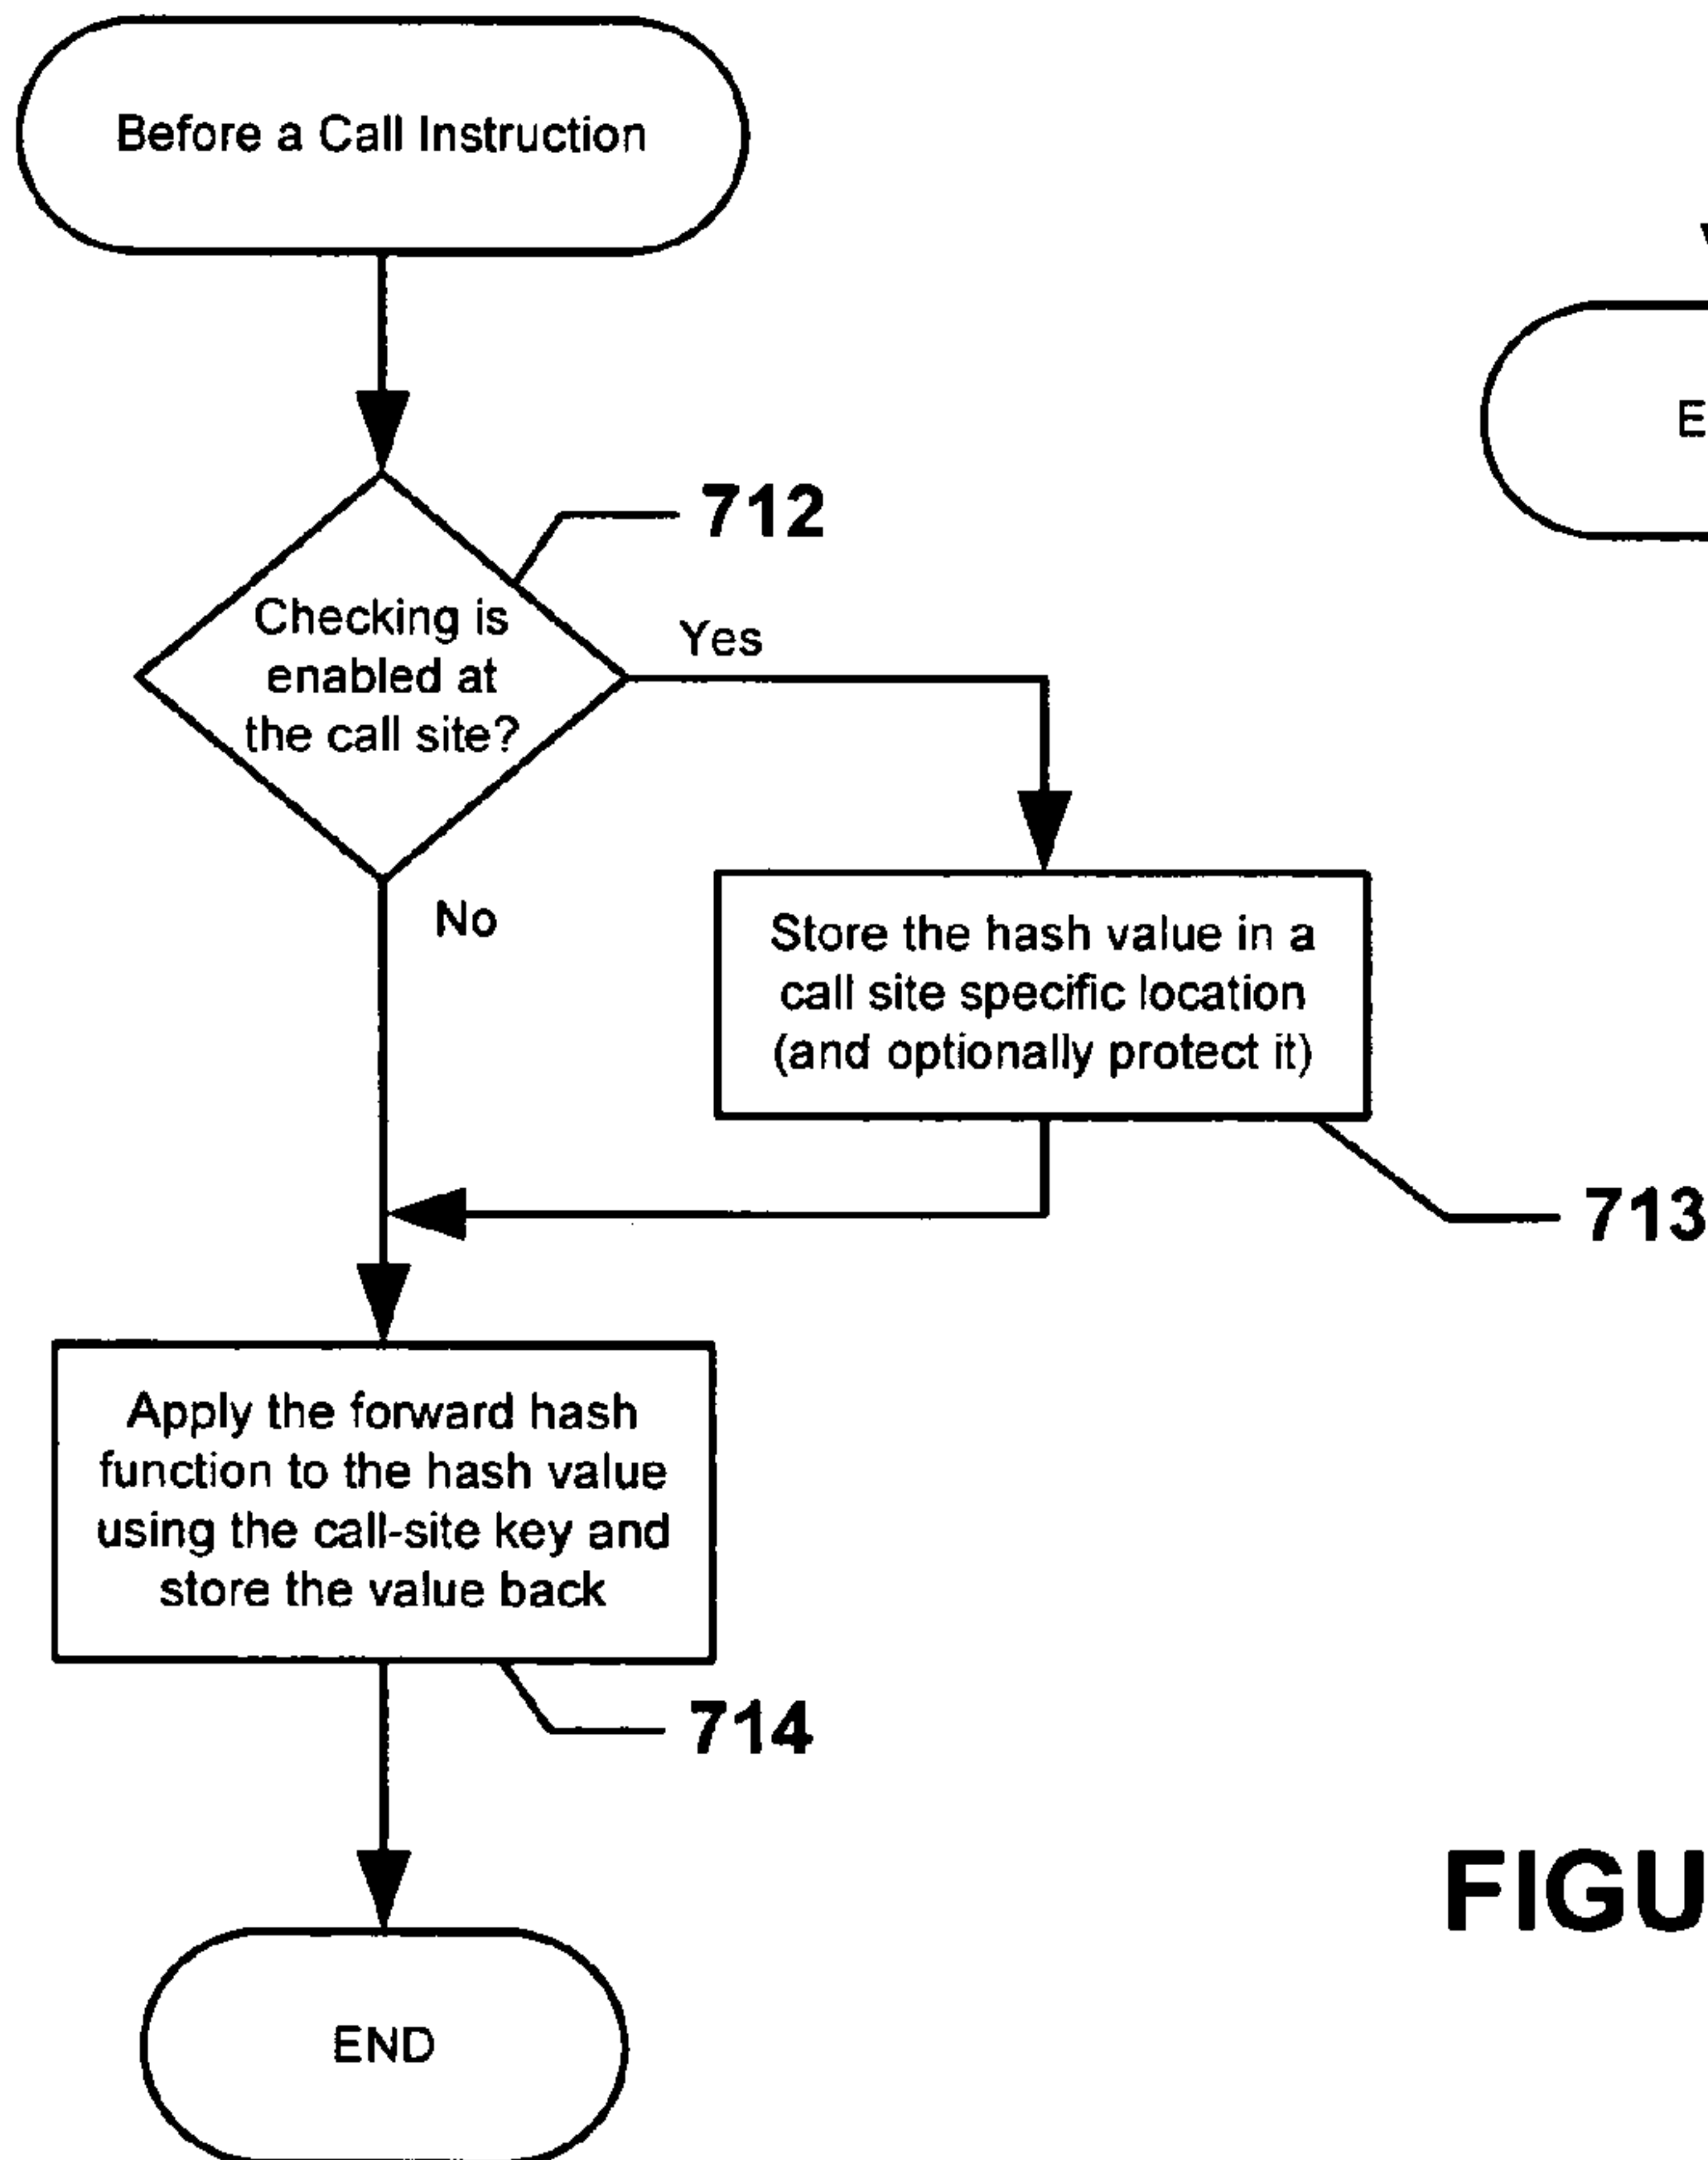 Before a Call Instruction
712
Checking is
enabled at
the call site?
Yes
No
Store the hash value in a
call site specific location
(and optionally protect it)
713
Apply the forward hash
function to the hash value
using the call-site key and
store the value back
714
END
E
FIGU